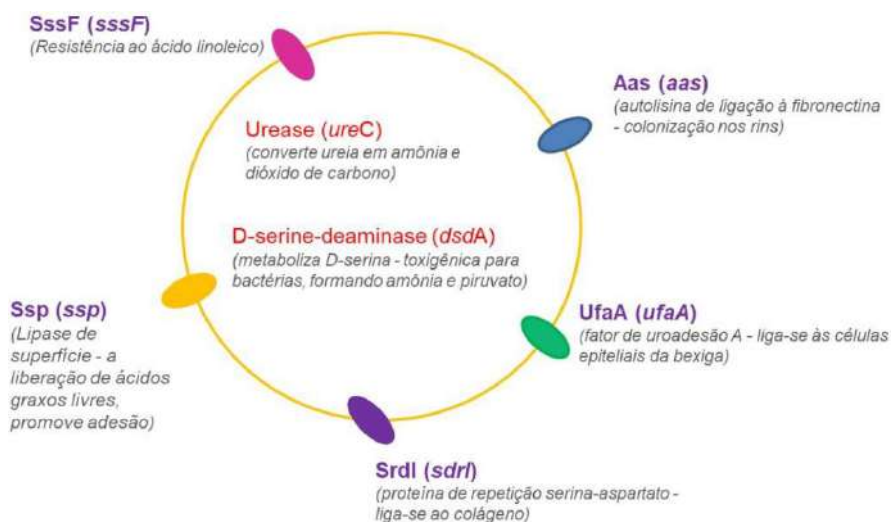 SssF (sssF)
(Resistência ao ácido linoleico)
Aas (aas)
(autolisina de ligação à fibronectina
- colonização nos rins)
Urease (ureC)
(converte ureia em amônia e
dióxido de carbono)
D-serine-deaminase (dsdA)
(metaboliza D-serina - toxigênica para
bactérias, formando amônia e piruvato)
Ssp (ssp)
(Lipase de
superfície - a
liberação de ácidos
graxos livres,
promove adesão)
UfaA (ufaA)
(fator de uroadesão A - liga-se às células
epiteliais da bexiga)
SrdI (sdrI)
(proteína de repetição serina-aspartato -
liga-se ao colágeno)